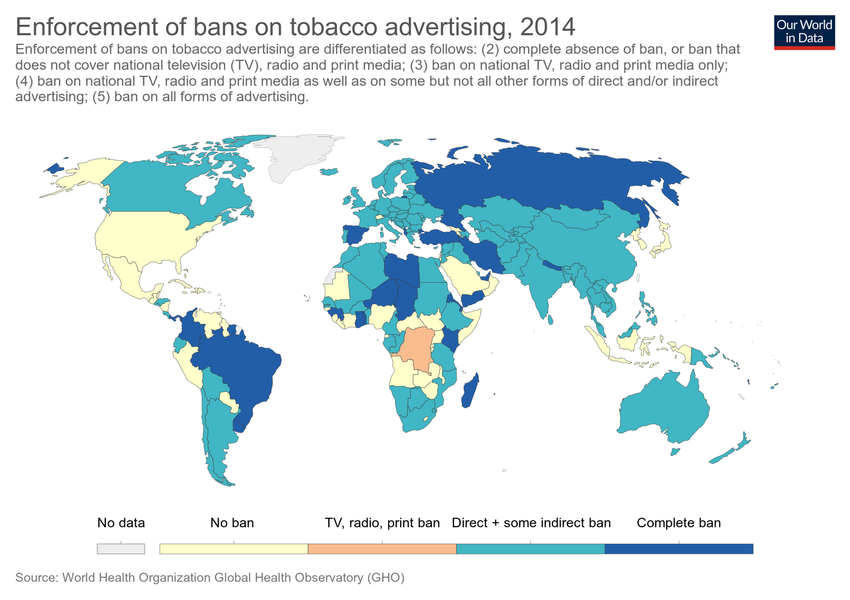 Enforcement of bans on tobacco advertising, 2014
Our World
in Data
Enforcement of bans on tobacco advertising are differentiated as follows: (2) complete absence of ban, or ban that
does not cover national television (TV), radio and print media; (3) ban on national TV, radio and print media only;
(4) ban on national TV, radio and print media as well as on some but not all other forms of direct and/or indirect
advertising; (5) ban on all forms of advertising.
No data
No ban
TV, radio, print ban
Direct + some indirect ban
Complete ban
Source: World Health Organization Global Health Observatory (GHO)